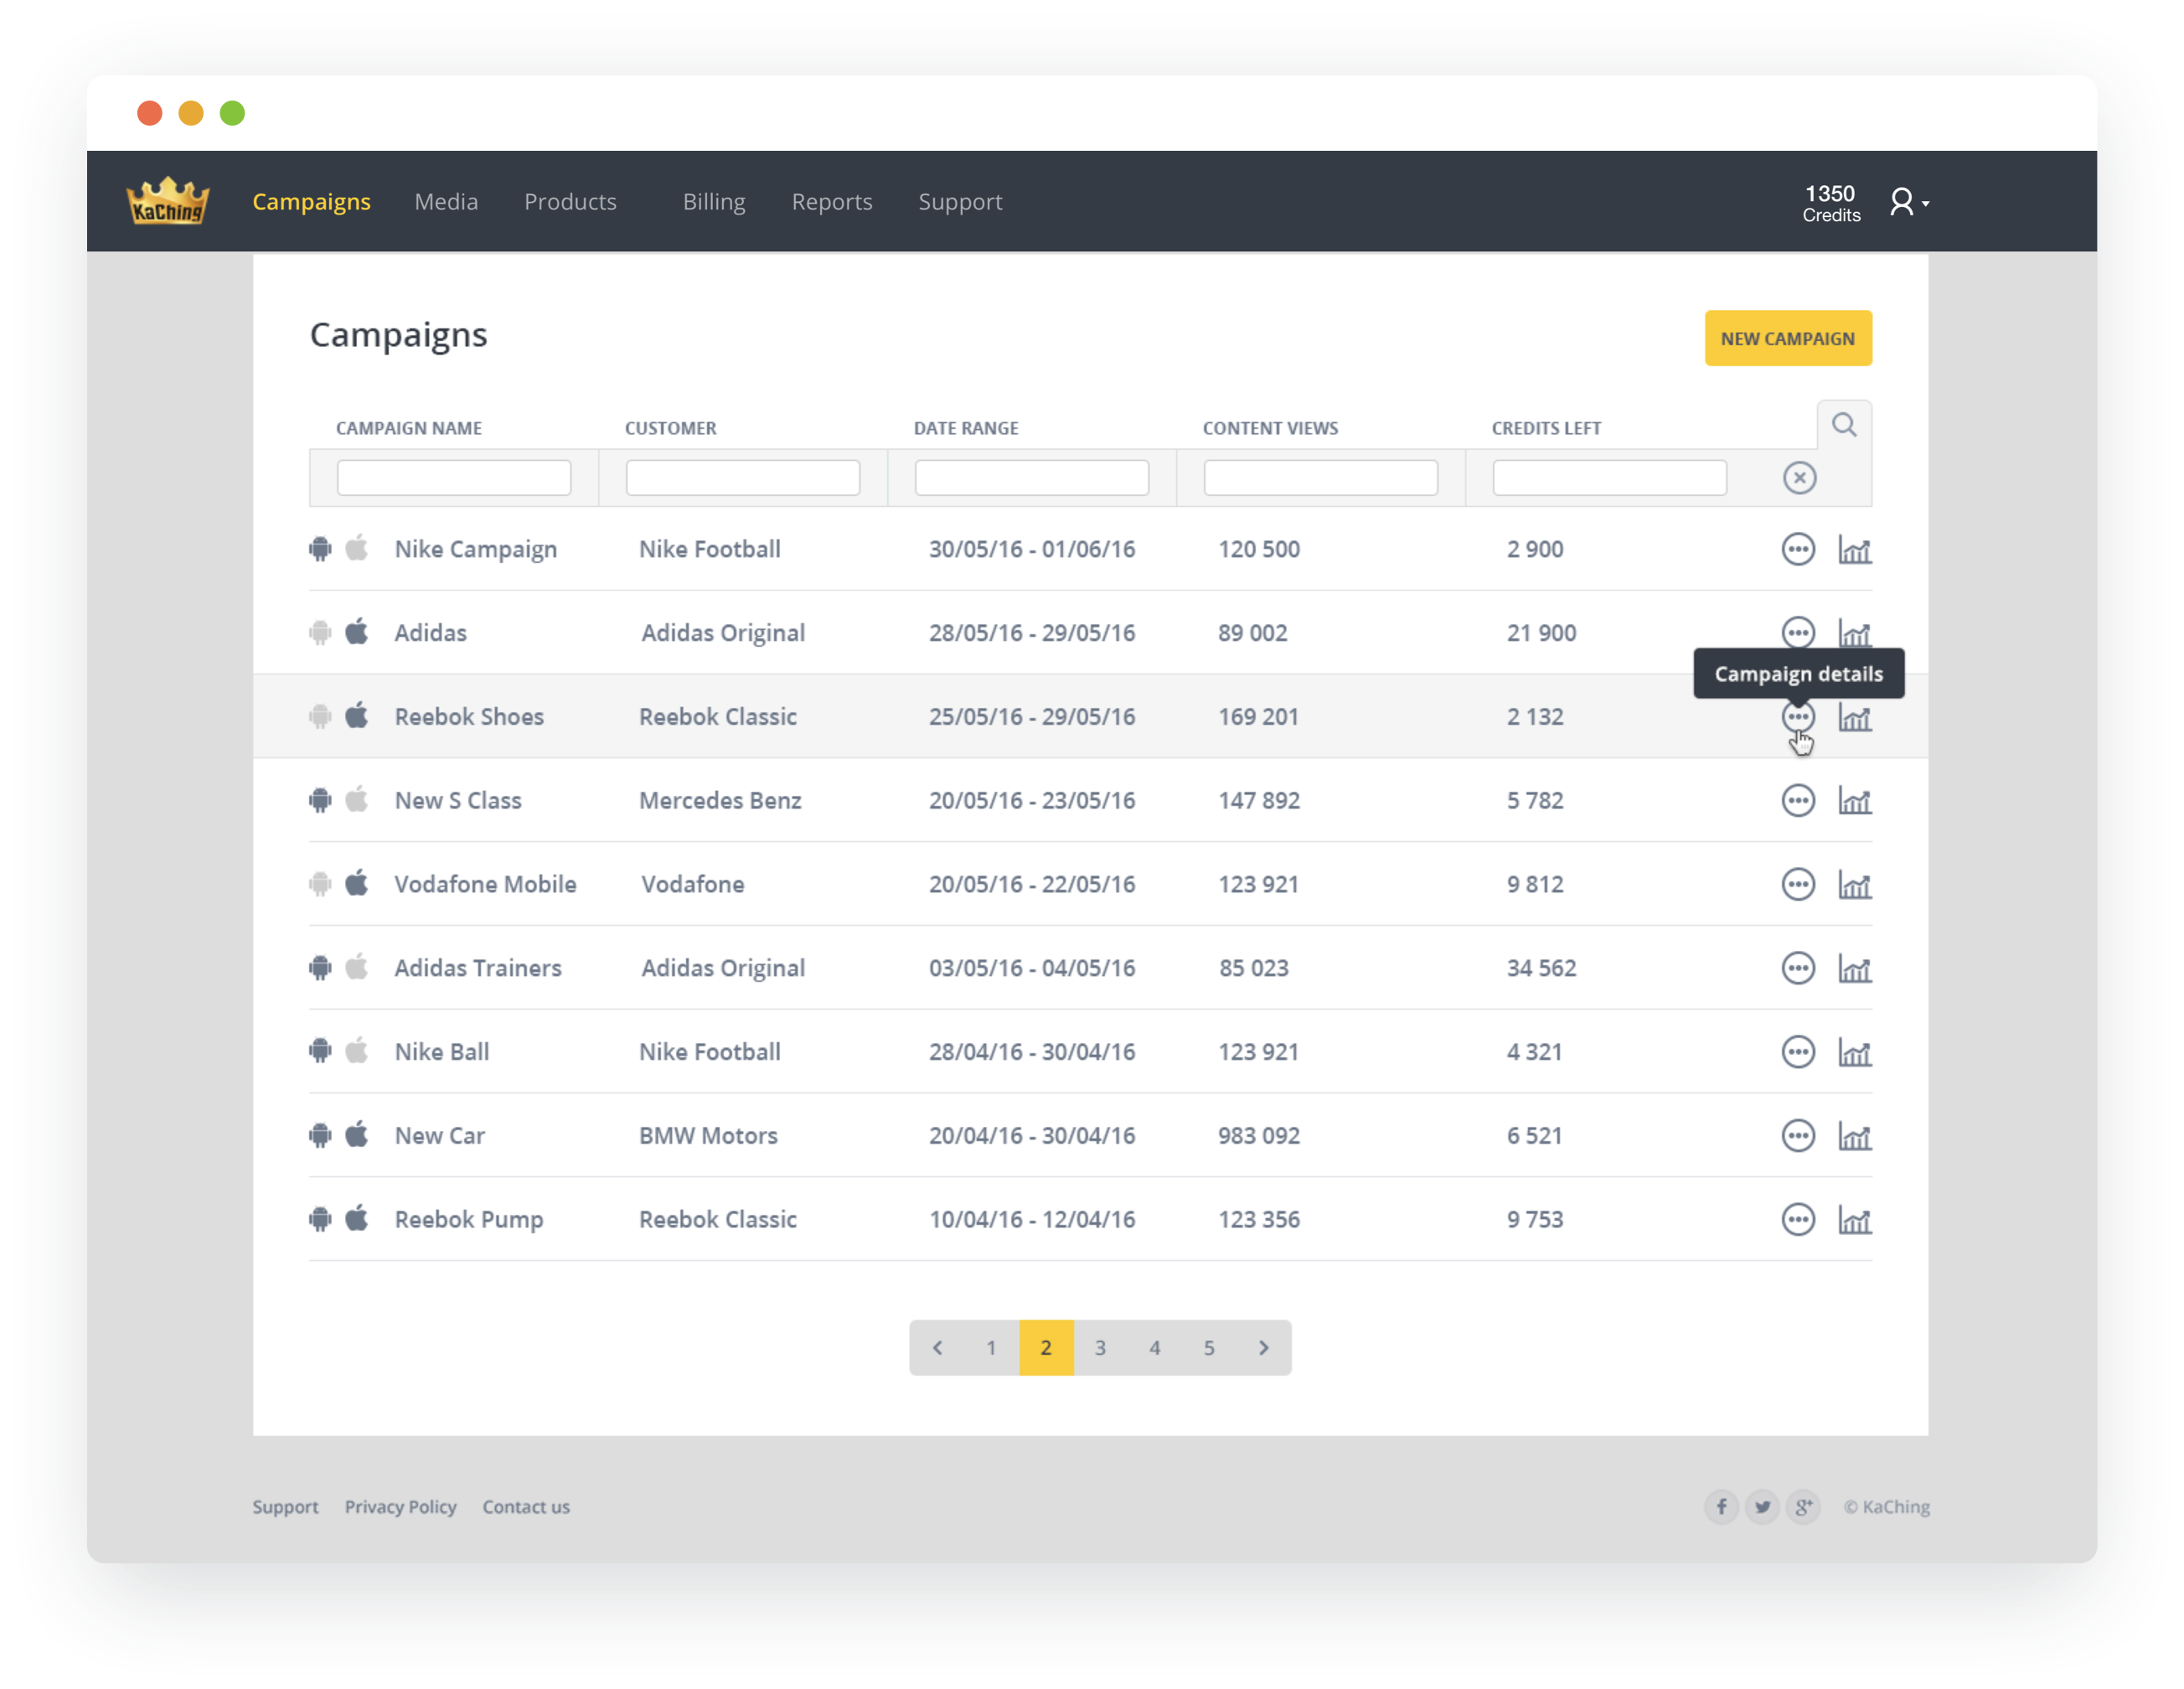 KaChing Campaigns Media Products Billing Reports Support 1350
Credits
Campaigns NEW CAMPAIGN
CAMPAIGN NAME CUSTOMER DATE RANGE CONTENT VIEWS CREDITS LEFT
Nike Campaign Nike Football 30/05/16 - 01/06/16 120 500 2 900
Adidas Adidas Original 28/05/16 - 29/05/16 89 002 21 900
Campaign details
Reebok Shoes Reebok Classic 25/05/16 - 29/05/16 169 201 2 132
New S Class Mercedes Benz 20/05/16 - 23/05/16 147 892 5 782
Vodafone Mobile Vodafone 20/05/16 - 22/05/16 123 921 9 812
Adidas Trainers Adidas Original 03/05/16 - 04/05/16 85 023 34 562
Nike Ball Nike Football 28/04/16 - 30/04/16 123 921 4 321
New Car BMW Motors 20/04/16 - 30/04/16 983 092 6 521
Reebok Pump Reebok Classic 10/04/16 - 12/04/16 123 356 9 753
1 2 3 4 5
Support Privacy Policy Contact us © KaChing